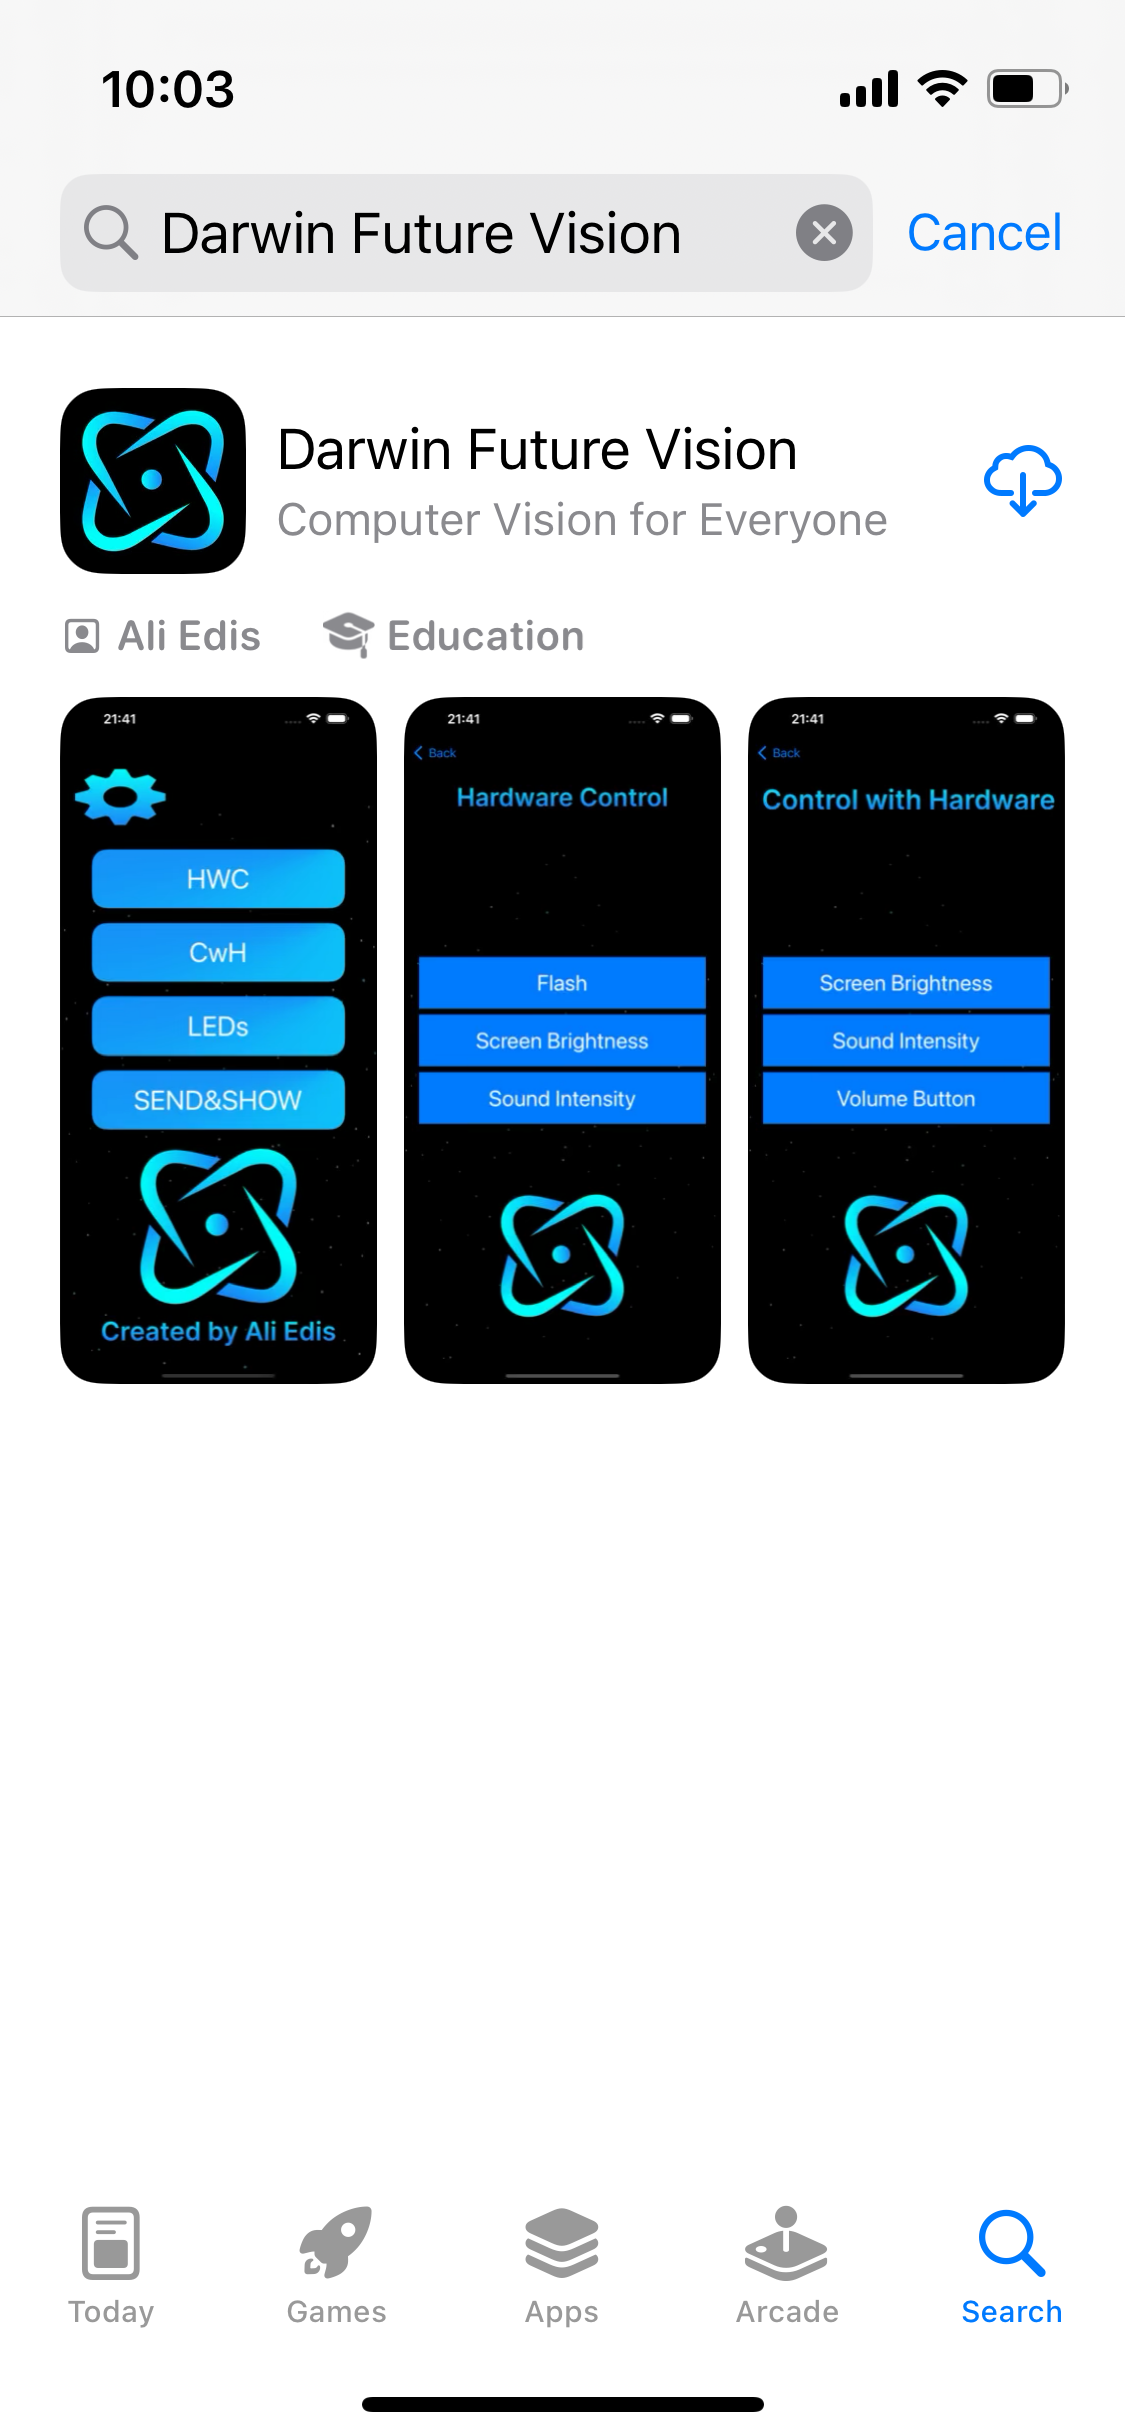 10:03
Darwin Future Vision
Cancel
Darwin Future Vision
Computer Vision for Everyone
Ali Edis
Education
21:41
HWC
CwH
LEDs
SEND&SHOW
Created by Ali Edis
21:41
Back
Hardware Control
Flash
Screen Brightness
Sound Intensity
21:41
Back
Control with Hardware
Screen Brightness
Sound Intensity
Volume Button
Today
Games
Apps
Arcade
Search